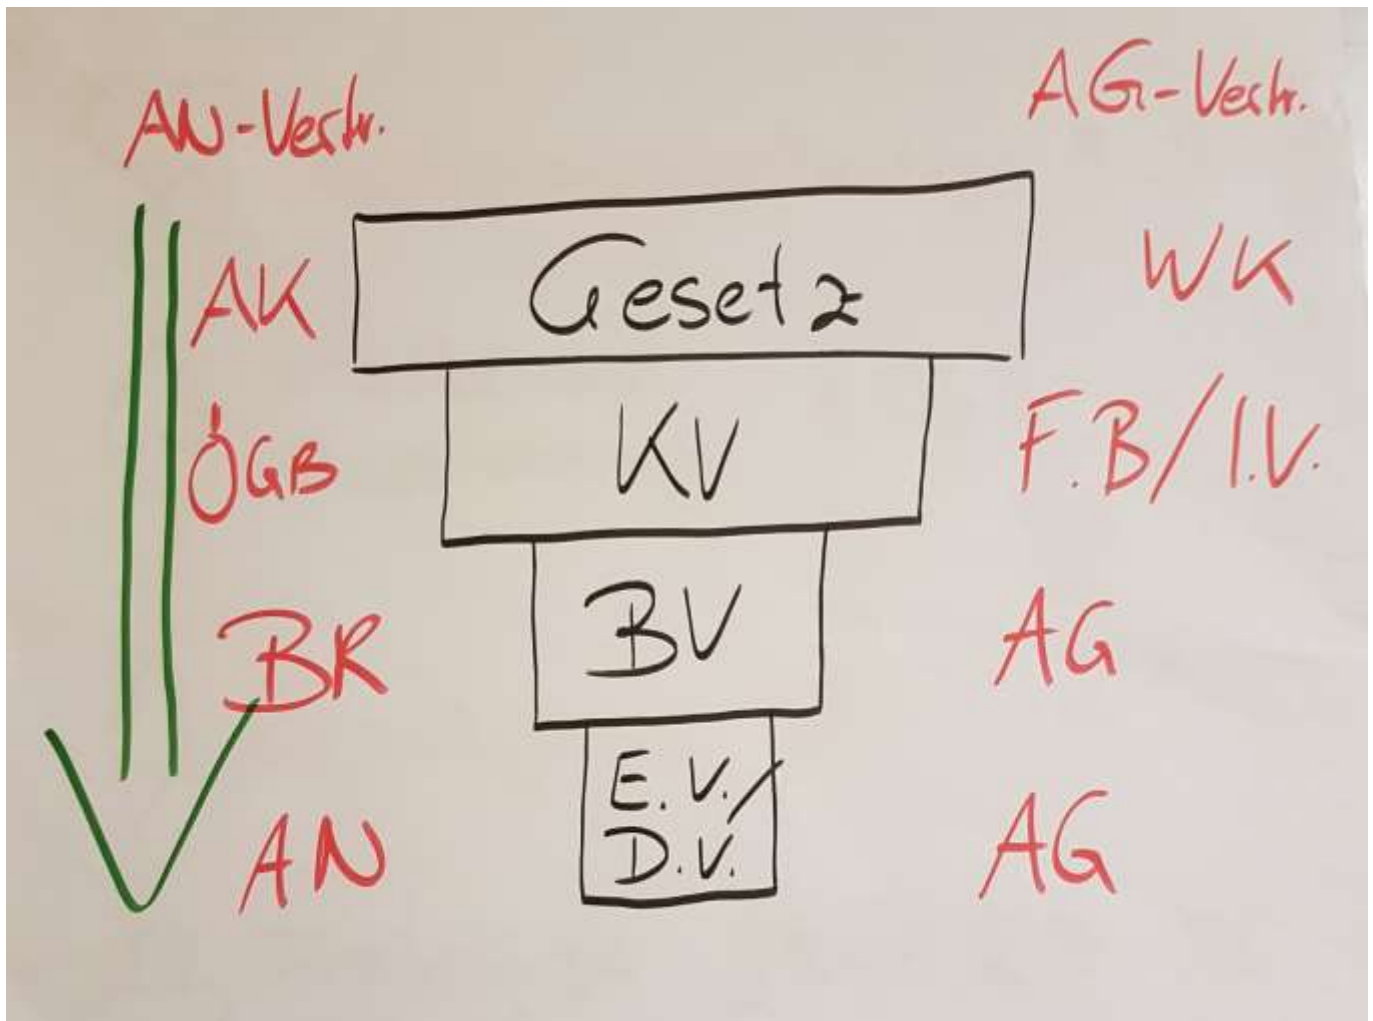 AN-Vertr.
AG-Vertr.
AK
Gesetz
WK
ÖGB
KV
F.B/I.V.
BR
BV
AG
E.V./
D.V.
AN
AG